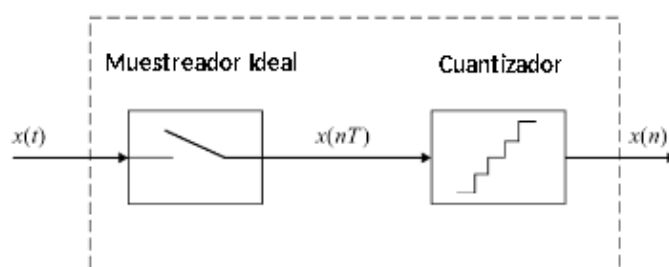 Muestreador Ideal
Cuantizador
x(t)
x(nT)
x(n)